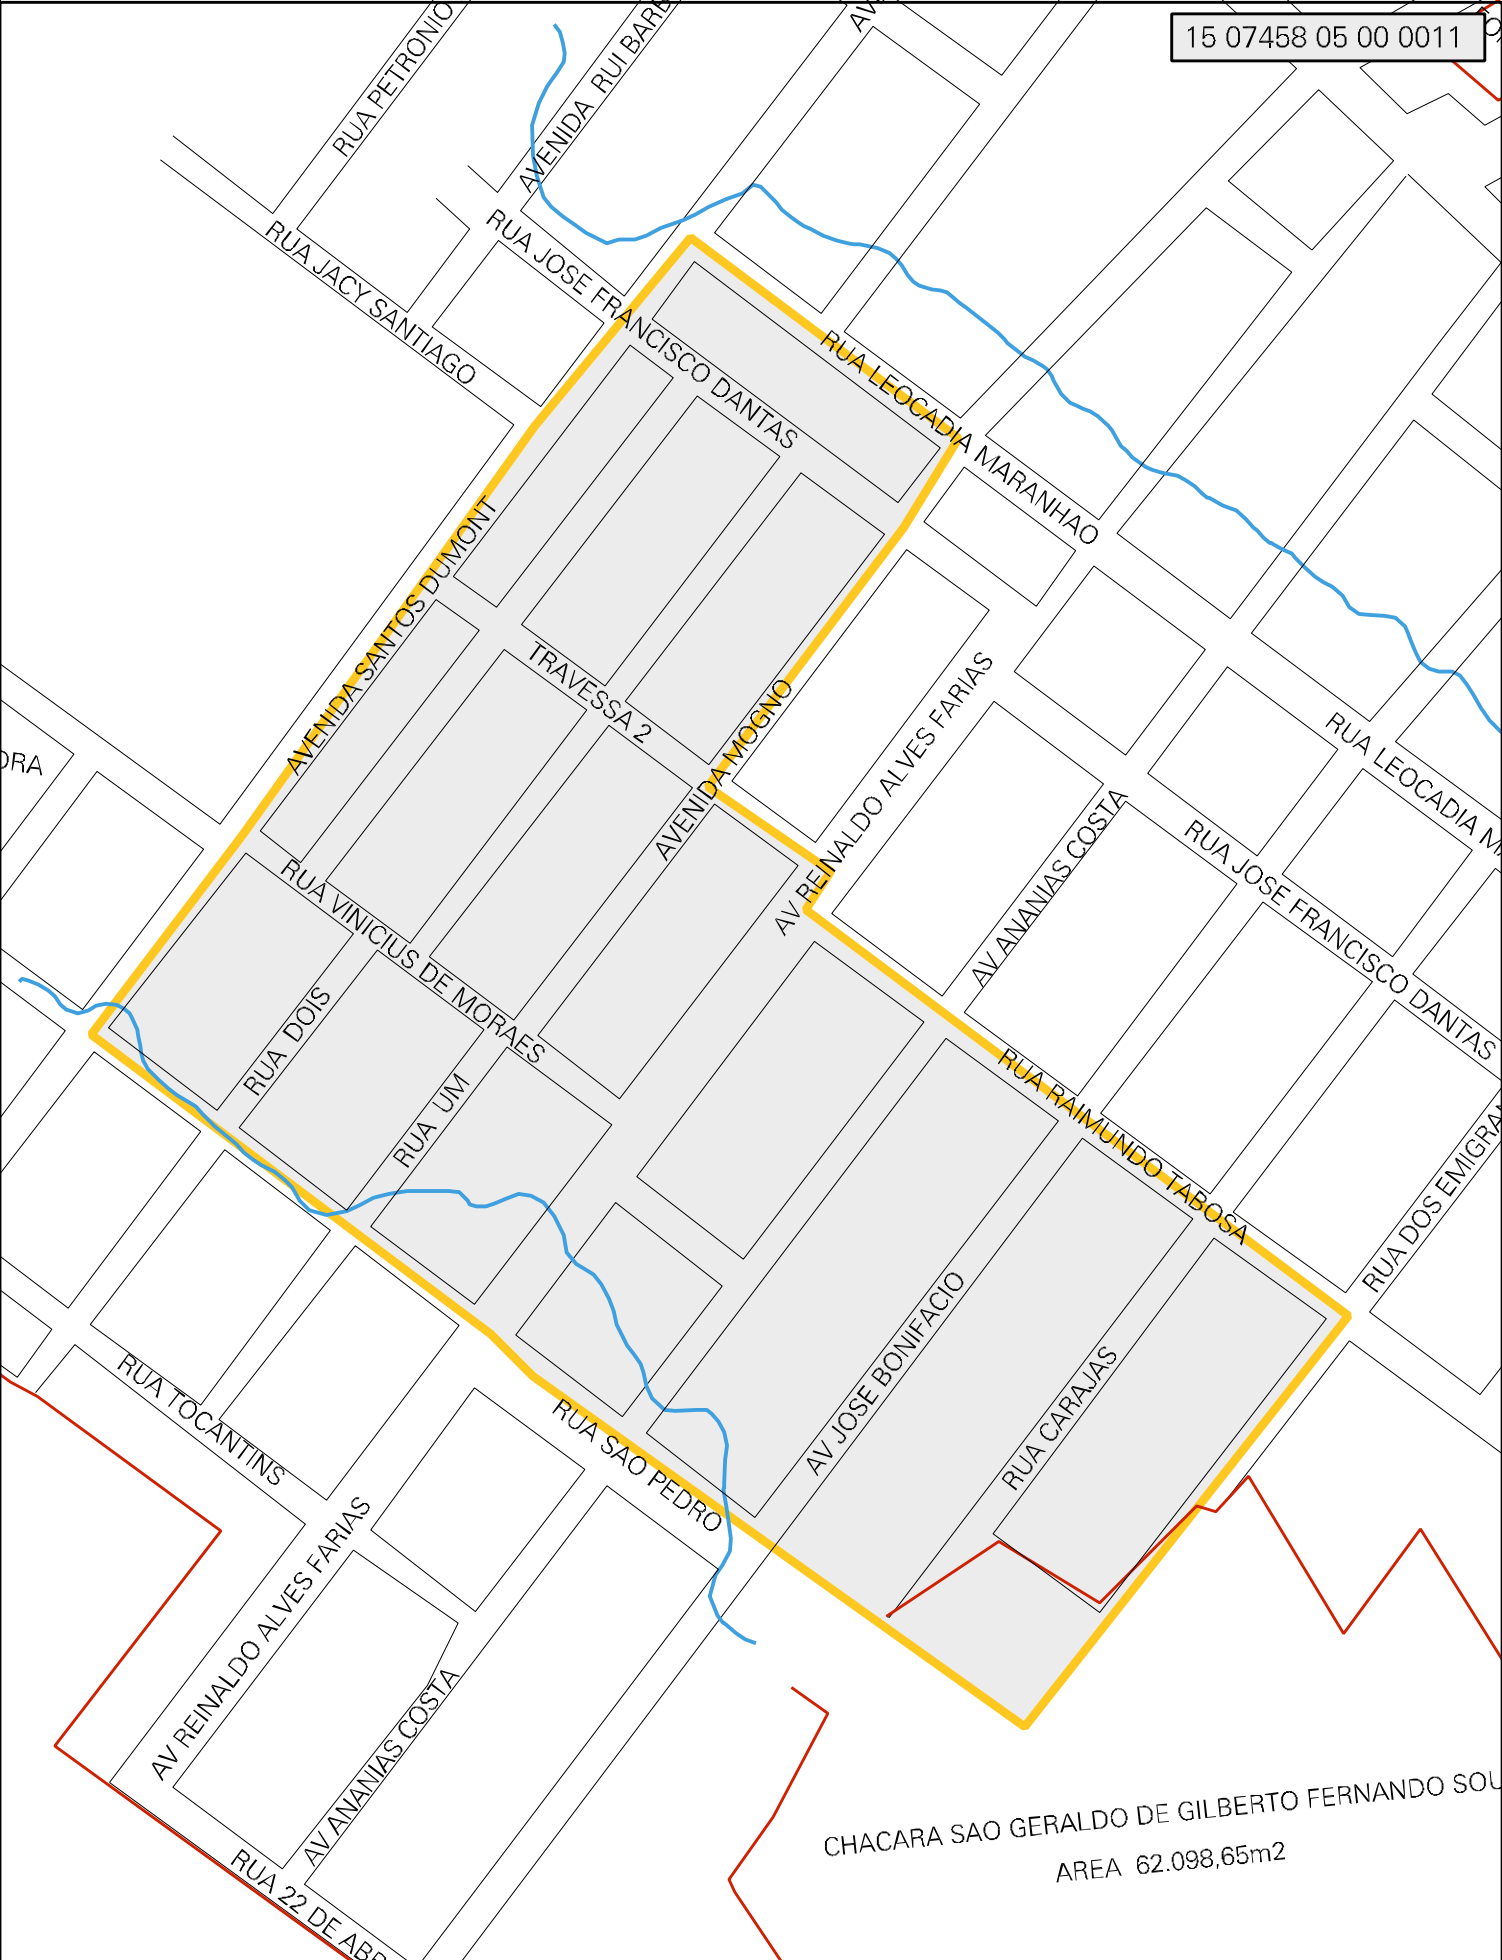 15 07458 05 00 0011
RUA PETRONIO
RUA JACY SANTIAGO
RUA JOSE FRANCISCO DANTAS
RUA LEOCADIA MARANHAO
AVENIDA SANTOS DUMONT
TRAVESSA 2
AVENIDA MOGNO
AV REINALDO ALVES FARIAS
AV ANANIAS COSTA
RUA LEOCADIA
RUA JOSE FRANCISCO DANTAS
RUA VINICIUS DE MORAES
RUA DOIS
RUA UM
RUA RAIMUNDO TABOSA
RUA DOS
AV JOSE BONIFACIO
RUA CARAJAS
RUA TOCANTINS
RUA SAO PEDRO
AV REINALDO ALVES FARIAS
AV ANANIAS COSTA
RUA 22 DE
CHACARA SAO GERALDO DE GILBERTO FERNANDO
AREA 62.098,65m2
AVENIDA RUI